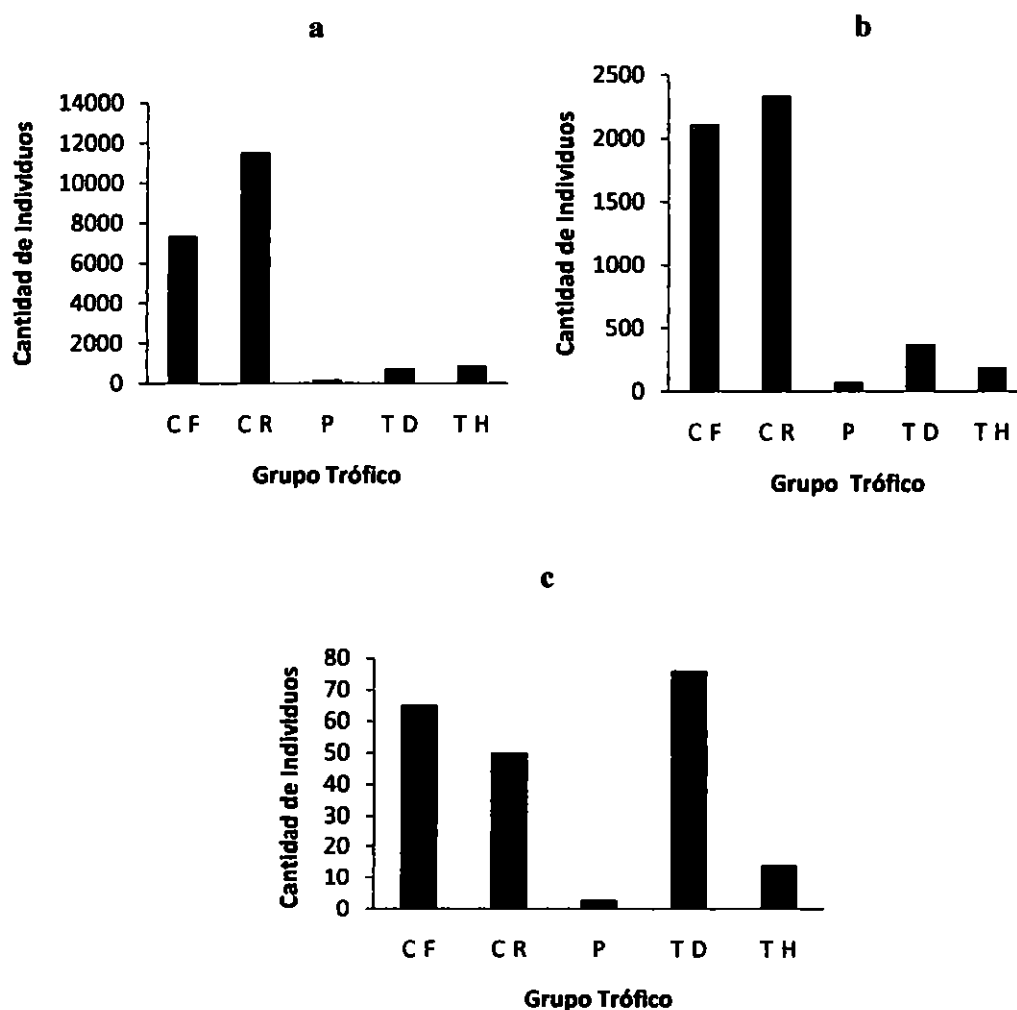 a
14000
12000
10000
8000
6000
4000
2000
0
Cantidad de Individuos
C F C R P T D T H
Grupo Trófico
b
2500
2000
1500
1000
500
0
Cantidad de Individuos
C F C R P T D T H
Grupo Trófico
c
80
70
60
50
40
30
20
10
0
Cantidad de Individuos
C F C R P T D T H
Grupo Trófico